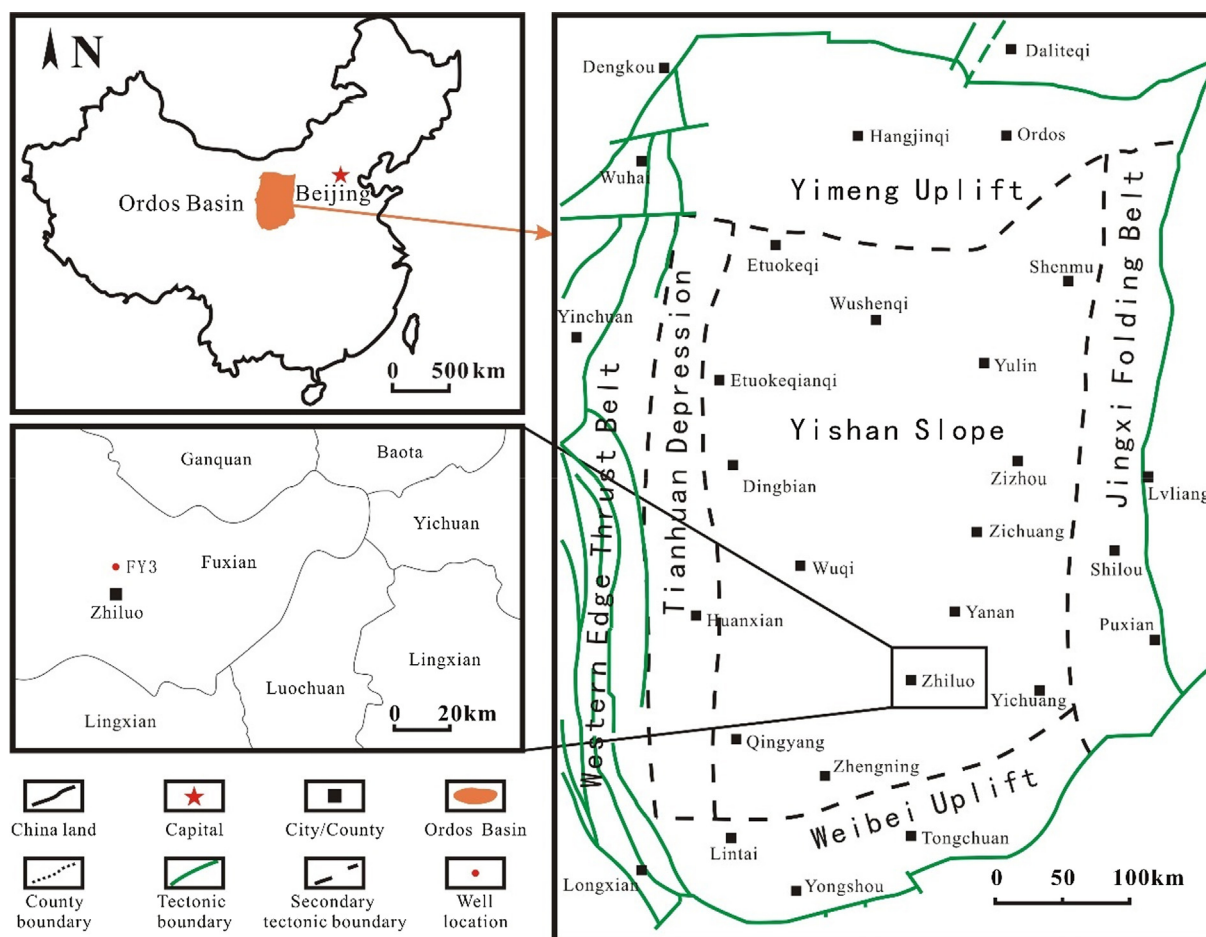 N
Ordos Basin
Beijing
0 500km
Ganquan
Baota
Yichuan
Fuxian
FY3
Zhiluo
Lingxian
Luochuan
Lingxian
0 20km
China land
Capital
City/County
Ordos Basin
County
boundary
Tectonic
boundary
Secondary
tectonic boundary
Well
location
Daliteqi
Dengkou
Hangjinqi
Ordos
Wuhai
Yimeng Uplift
Etuokeqi
Shenmu
Wushenqi
Yinchuan
Yulin
Etuokeqianqi
Yishan Slope
Jingxi Folding Belt
Tianhuan Depression
Western Edge Thrust Belt
Dingbian
Zizhou
Lvliang
Zichuang
Shilou
Wuqi
Huanxian
Yanan
Puxian
Zhiluo
Yichuang
Qingyang
Zhengning
Weibei Uplift
Lintai
Tongchuan
Longxian
Yongshou
0 50 100km